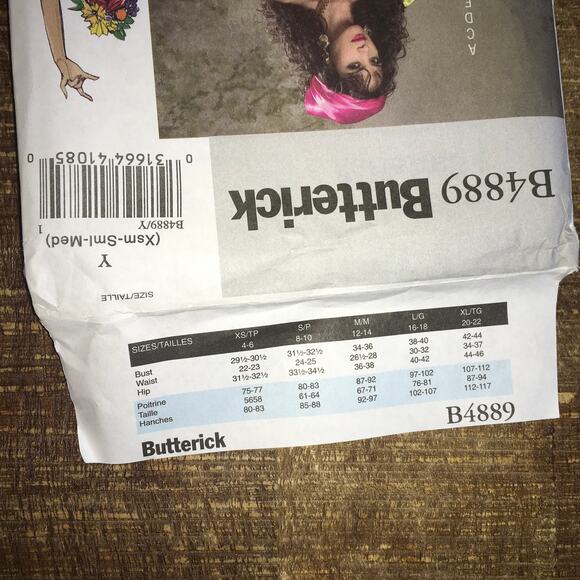 A C D E
B4889 Butterick
0 31664 41085 0
B4889/Y 1
(Xsm-Sml-Med)
Y
SIZE/TAILLE
SIZES/TAILLES XS/TP S/P M/M L/G XL/TG
4-6 8-10 12-14 16-18 20-22
Bust 29½-30½ 31½-32½ 34-36 38-40 42-44
Waist 22-23 24-25 26½-28 30-32 34-37
Hip 31½-32½ 33½-34½ 36-38 40-42 44-46
Poitrine 75-77 80-83 87-92 97-102 107-112
Taille 5658 61-64 67-71 76-81 87-94
Hanches 80-83 85-88 92-97 102-107 112-117
Butterick B4889